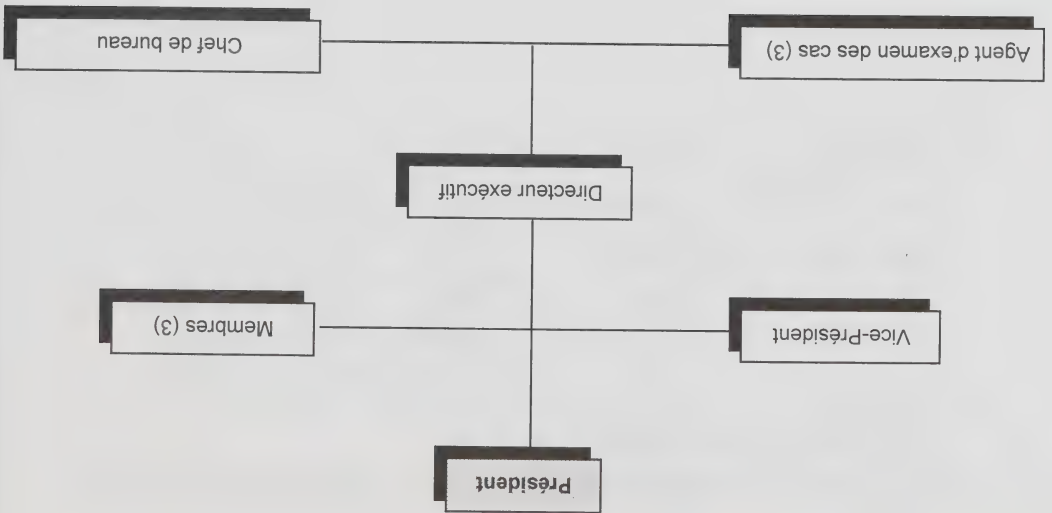 Président
Vice-Président
Membres (3)
Directeur exécutif
Agent d'examen des cas (3)
Chef de bureau